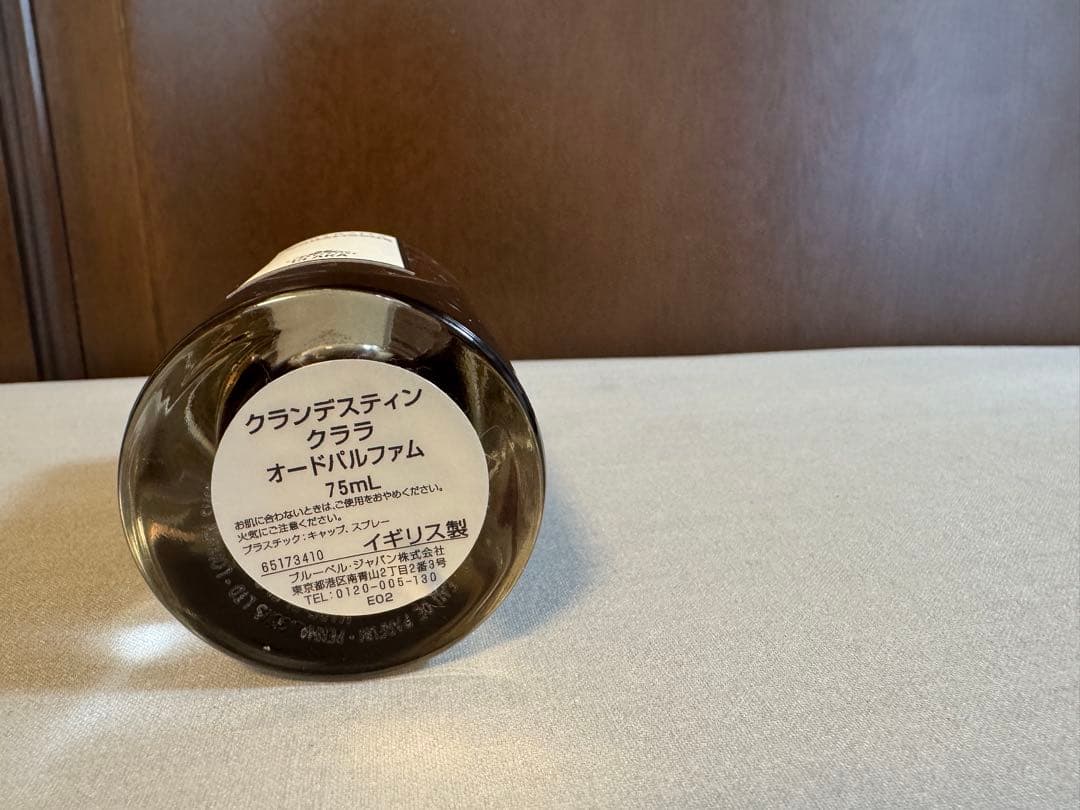 クランデスティン
クララ
オードパルファム
75mL
お肌に合わないときは、ご使用をおやめください。
火気にご注意ください。
プラスチック：キャップ、スプレー
65173410 イギリス製
ブルーベル・ジャパン株式会社
東京都港区南青山2丁目2番3号
TEL：0120-005-130
E02